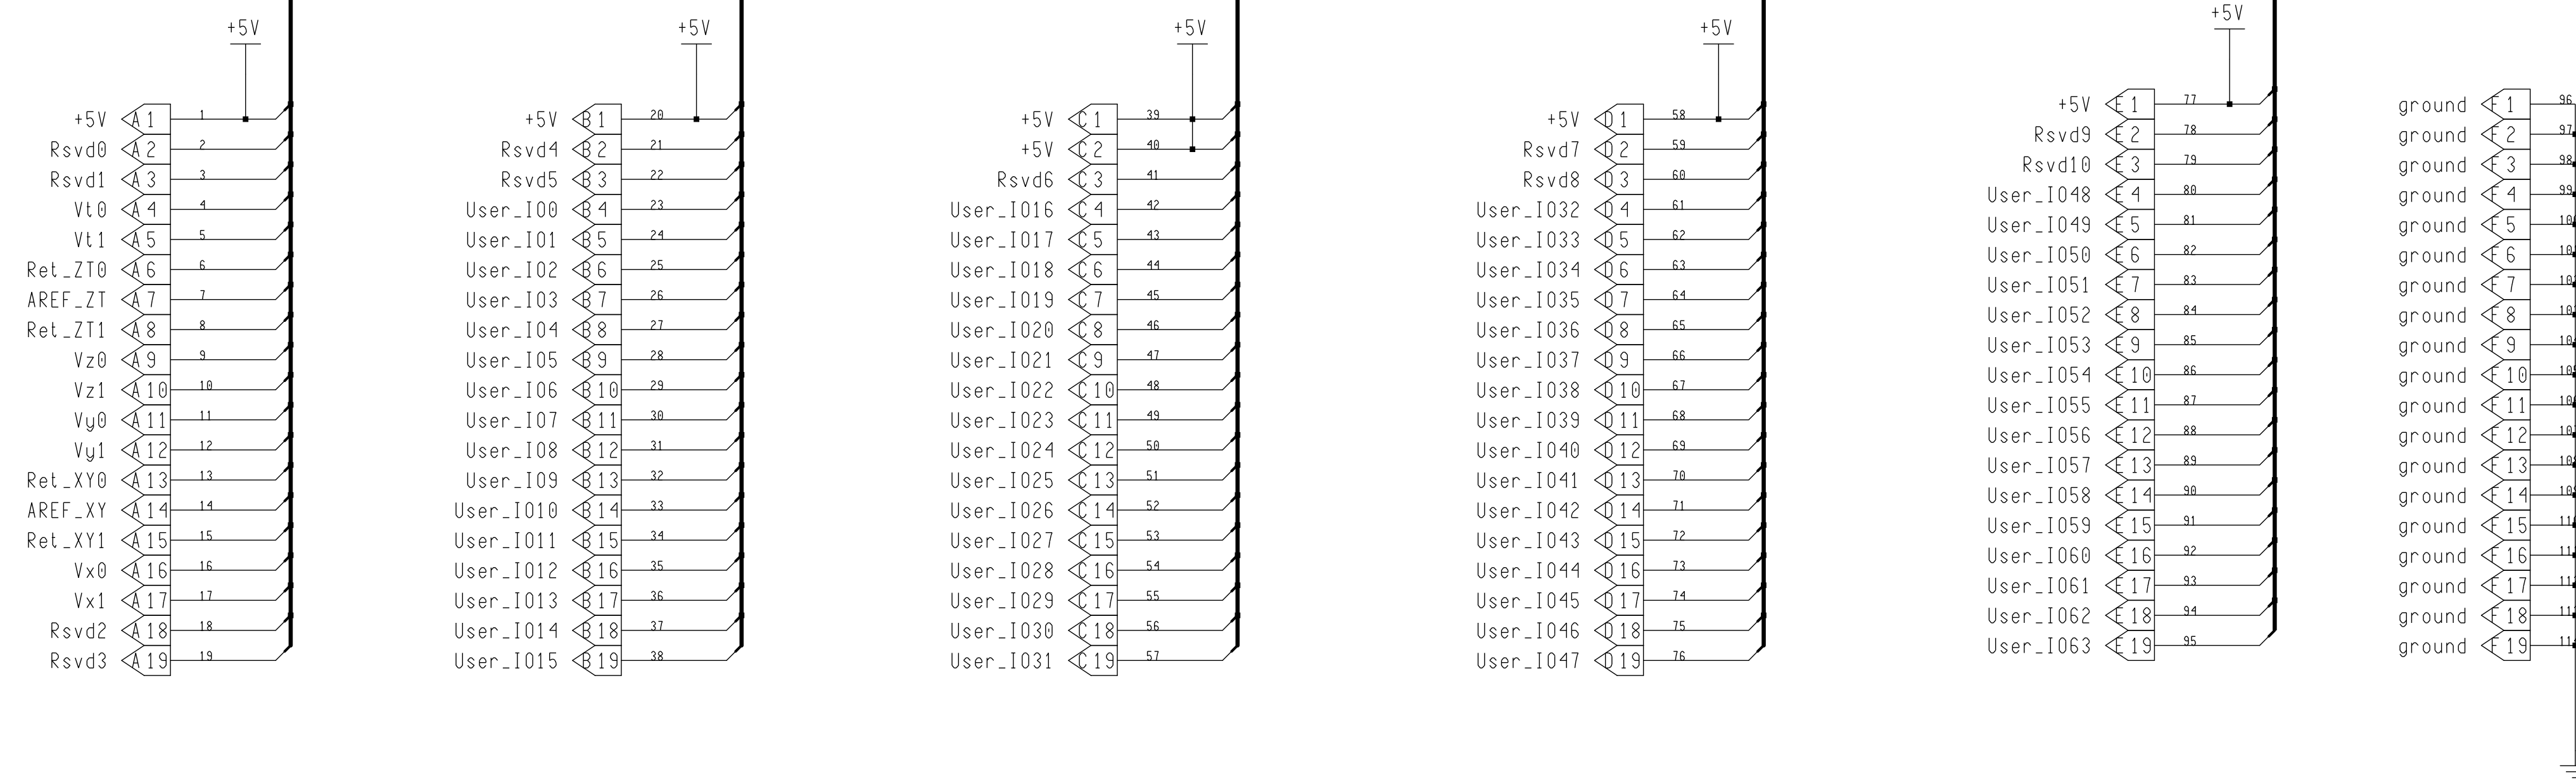 +5V
+5V A1 1
Rsvd0 A2 2
Rsvd1 A3 3
Vt0 A4 4
Vt1 A5 5
Ret_ZT0 A6 6
AREF_ZT A7 7
Ret_ZT1 A8 8
Vz0 A9 9
Vz1 A10 10
Vy0 A11 11
Vy1 A12 12
Ret_XY0 A13 13
AREF_XY A14 14
Ret_XY1 A15 15
Vx0 A16 16
Vx1 A17 17
Rsvd2 A18 18
Rsvd3 A19 19
+5V
+5V B1 20
Rsvd4 B2 21
Rsvd5 B3 22
User_IO0 B4 23
User_IO1 B5 24
User_IO2 B6 25
User_IO3 B7 26
User_IO4 B8 27
User_IO5 B9 28
User_IO6 B10 29
User_IO7 B11 30
User_IO8 B12 31
User_IO9 B13 32
User_IO10 B14 33
User_IO11 B15 34
User_IO12 B16 35
User_IO13 B17 36
User_IO14 B18 37
User_IO15 B19 38
+5V
+5V C1 39
+5V C2 40
Rsvd6 C3 41
User_IO16 C4 42
User_IO17 C5 43
User_IO18 C6 44
User_IO19 C7 45
User_IO20 C8 46
User_IO21 C9 47
User_IO22 C10 48
User_IO23 C11 49
User_IO24 C12 50
User_IO25 C13 51
User_IO26 C14 52
User_IO27 C15 53
User_IO28 C16 54
User_IO29 C17 55
User_IO30 C18 56
User_IO31 C19 57
+5V
+5V D1 58
Rsvd7 D2 59
Rsvd8 D3 60
User_IO32 D4 61
User_IO33 D5 62
User_IO34 D6 63
User_IO35 D7 64
User_IO36 D8 65
User_IO37 D9 66
User_IO38 D10 67
User_IO39 D11 68
User_IO40 D12 69
User_IO41 D13 70
User_IO42 D14 71
User_IO43 D15 72
User_IO44 D16 73
User_IO45 D17 74
User_IO46 D18 75
User_IO47 D19 76
+5V
+5V E1 77
Rsvd9 E2 78
Rsvd10 E3 79
User_IO48 E4 80
User_IO49 E5 81
User_IO50 E6 82
User_IO51 E7 83
User_IO52 E8 84
User_IO53 E9 85
User_IO54 E10 86
User_IO55 E11 87
User_IO56 E12 88
User_IO57 E13 89
User_IO58 E14 90
User_IO59 E15 91
User_IO60 E16 92
User_IO61 E17 93
User_IO62 E18 94
User_IO63 E19 95
ground F1 96
ground F2 97
ground F3 98
ground F4 99
ground F5
ground F6
ground F7
ground F8
ground F9
ground F10
ground F11
ground F12
ground F13
ground F14
ground F15
ground F16
ground F17
ground F18
ground F19